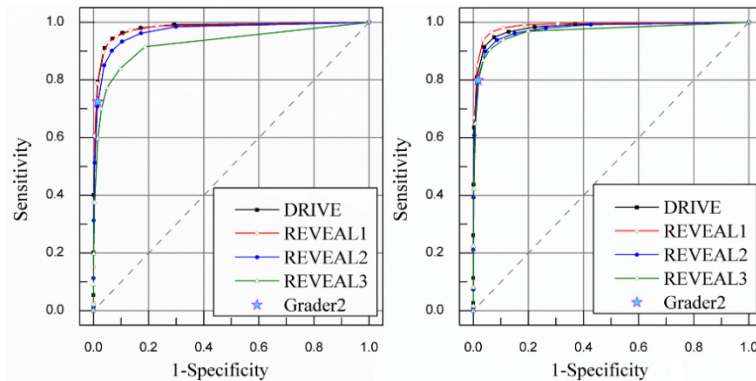 1.0
0.8
0.6
0.4
0.2
0.0
Sensitivity
DRIVE
REVEAL1
REVEAL2
REVEAL3
Grader2
0.0 0.2 0.4 0.6 0.8 1.0
1-Specificity
1.0
0.8
0.6
0.4
0.2
0.0
Sensitivity
DRIVE
REVEAL1
REVEAL2
REVEAL3
Grader2
0.0 0.2 0.4 0.6 0.8 1.0
1-Specificity